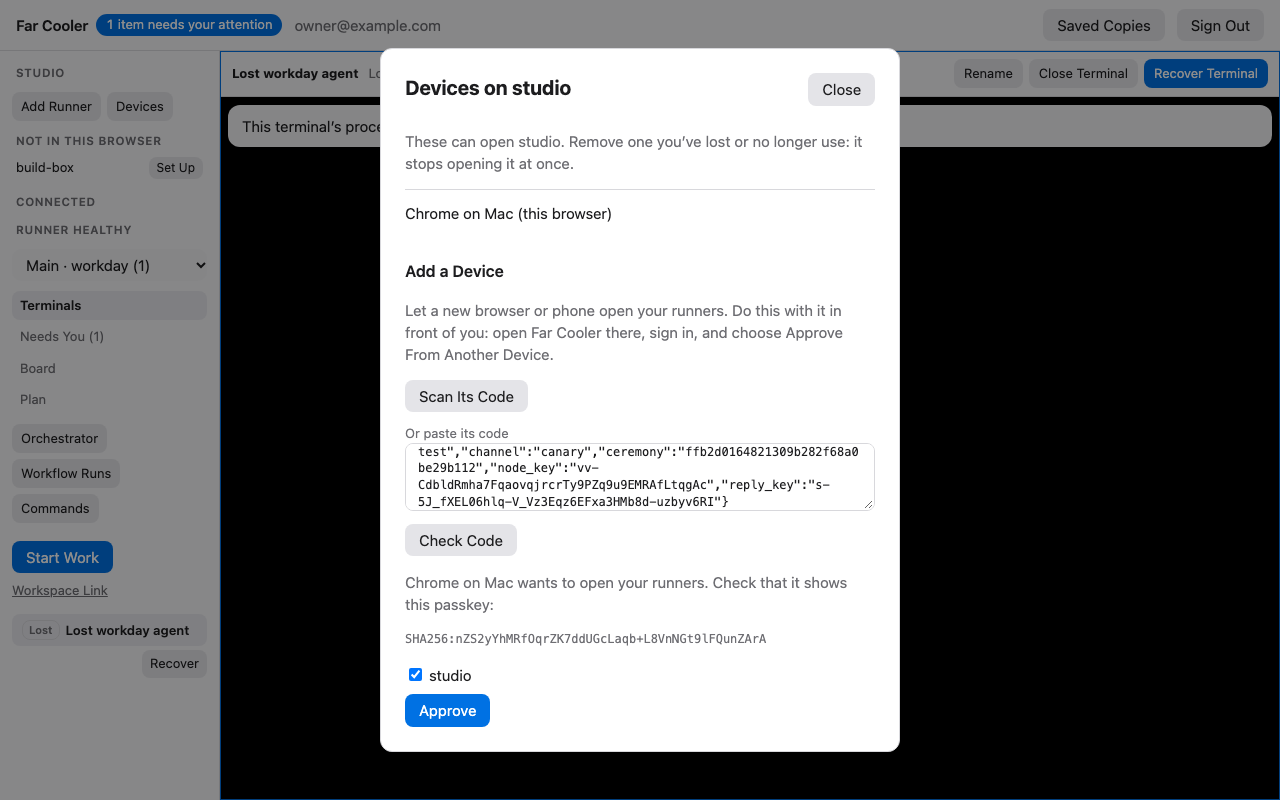 Far Cooler
1 item needs your attention
owner@example.com
Saved Copies
Sign Out
STUDIO
Add Runner
Devices
NOT IN THIS BROWSER
build-box
Set Up
CONNECTED
RUNNER HEALTHY
Main · workday (1)
Terminals
Needs You (1)
Board
Plan
Orchestrator
Workflow Runs
Commands
Start Work
Workspace Link
Lost
Lost workday agent
Recover
Lost workday agent
Rename
Close Terminal
Recover Terminal
This terminal’s
Devices on studio
Close
These can open studio. Remove one you’ve lost or no longer use: it
stops opening it at once.
Chrome on Mac (this browser)
Add a Device
Let a new browser or phone open your runners. Do this with it in
front of you: open Far Cooler there, sign in, and choose Approve
From Another Device.
Scan Its Code
Or paste its code
test","channel":"canary","ceremony":"ffb2d0164821309b282f68a0
be29b112","node_key":"vv-
CdbldRmha7FqaovqjrcrTy9PZq9u9EMRAfLtqgAc","reply_key":"s-
5J_fXEL06hlq-V_Vz3Eqz6EFxa3HMb8d-uzbyv6RI"}
Check Code
Chrome on Mac wants to open your runners. Check that it shows
this passkey:
SHA256:nZS2yYhMRfOqrZK7ddUGcLaqb+L8VnNGt9lFQunZArA
studio
Approve